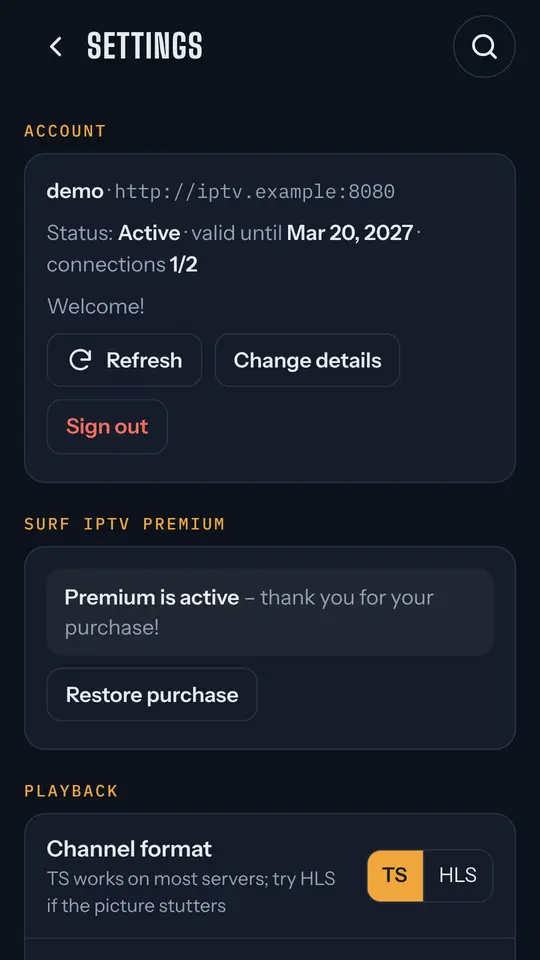 SETTINGS
ACCOUNT
demo · http://iptv.example:8080
Status: Active · valid until Mar 20, 2027 ·
connections 1/2
Welcome!
Refresh
Change details
Sign out
SURF IPTV PREMIUM
Premium is active – thank you for your
purchase!
Restore purchase
PLAYBACK
Channel format
TS works on most servers; try HLS
if the picture stutters
TS
HLS